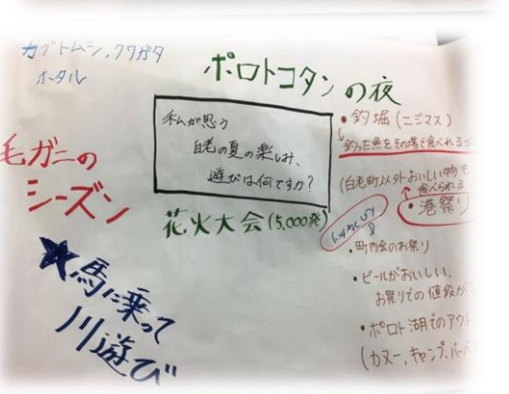 カブトムシ、クワガタ
ホタル
ポロトコタンの夜
私が思う
白老の夏の楽しみ、
遊びは何ですか?
毛ガニの
シーズン
花火大会(5,000発)
★馬に乗って
川遊び
・釣堀(ニジマス)
釣った魚をその場で食べれる
(白老町以外おいしい物を
食べられる
・港祭り
・町内会のお祭り
・ビールがおいしい、
お祭りでの値段が
・ポロト湖でのアウト
(カヌー、キャンプ、バーベ